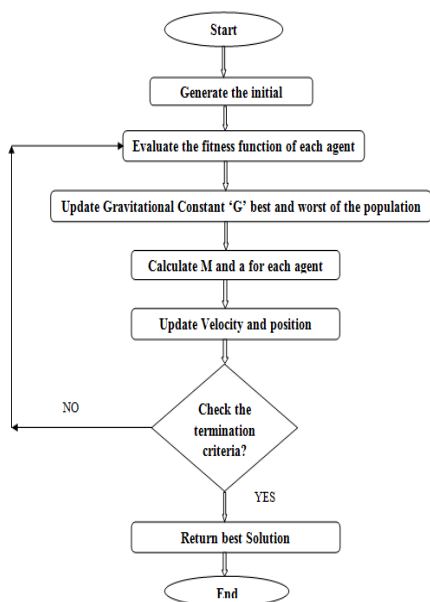 Start
Generate the initial
Evaluate the fitness function of each agent
Update Gravitational Constant ‘G’ best and worst of the population
Calculate M and a for each agent
Update Velocity and position
Check the
termination
criteria?
NO
YES
Return best Solution
End